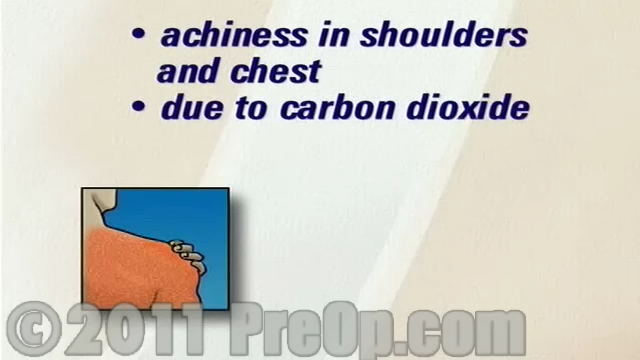 • achiness in shoulders
and chest
• due to carbon dioxide
© 2011 PreOp.com